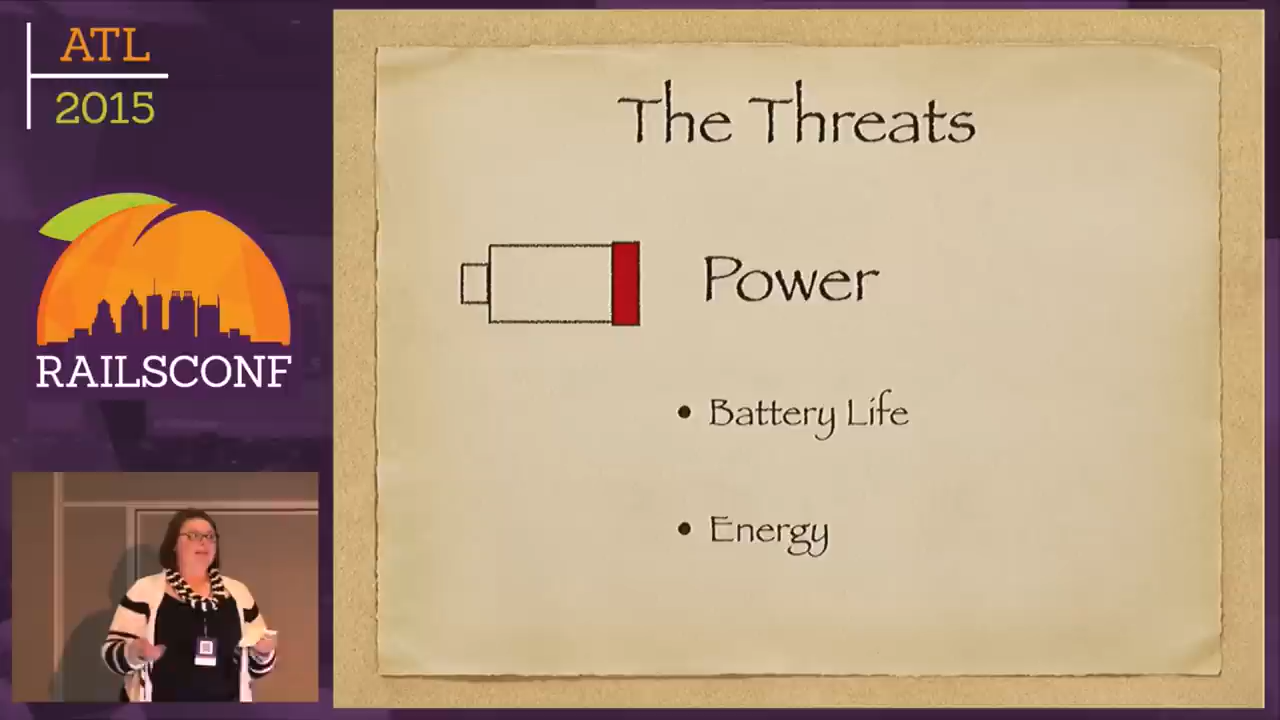 ATL
2015
RAILSCONF
The Threats
Power
• Battery Life
• Energy